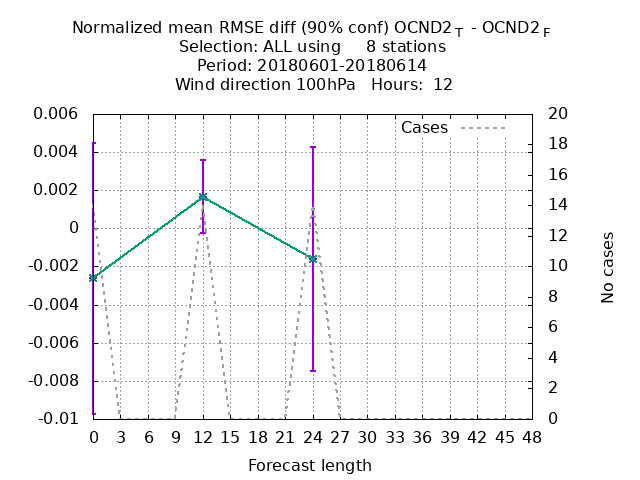 Normalized mean RMSE diff (90% conf) OCND2 T - OCND2 F
Selection: ALL using     8 stations
Period: 20180601-20180614
Wind direction 100hPa   Hours:  12
Cases
0.006
0.004
0.002
0
-0.002
-0.004
-0.006
-0.008
-0.01
20
18
16
14
12
10
8
6
4
2
0
No cases
0 3 6 9 12 15 18 21 24 27 30 33 36 39 42 45 48
Forecast length